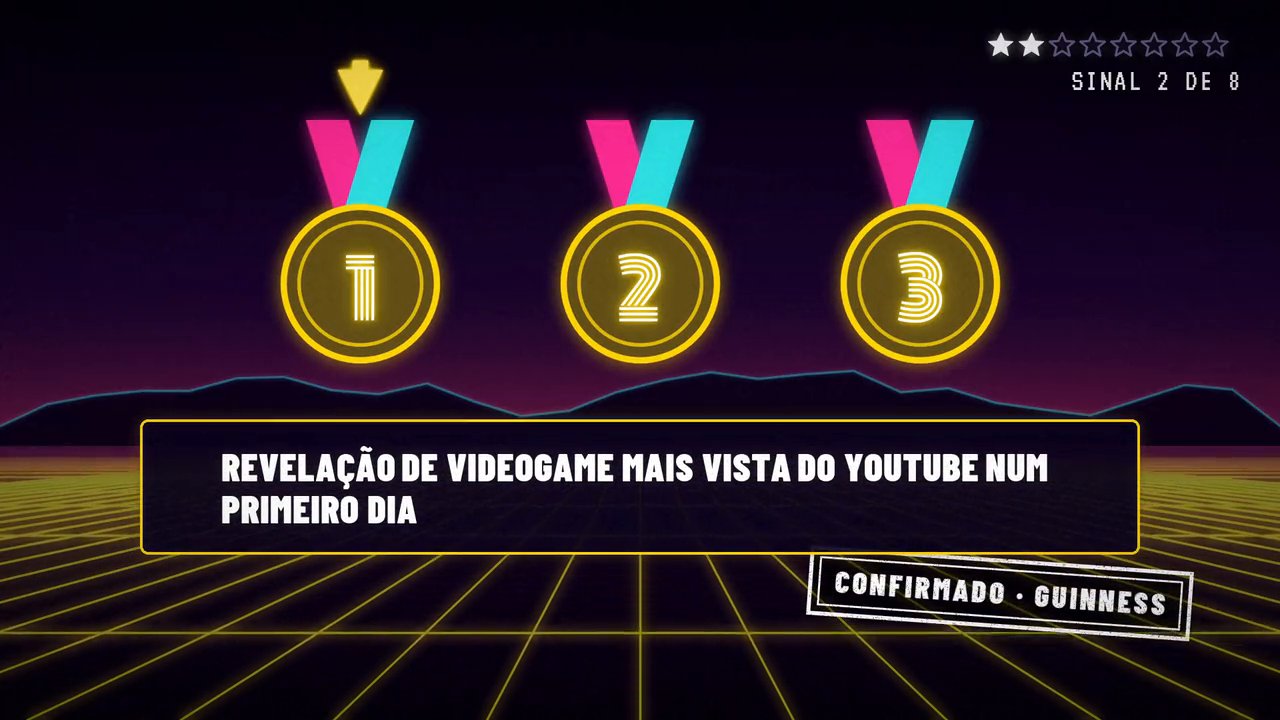 SINAL 2 DE 8
1 2 3
REVELAÇÃO DE VIDEOGAME MAIS VISTA DO YOUTUBE NUM
PRIMEIRO DIA
CONFIRMADO · GUINNESS